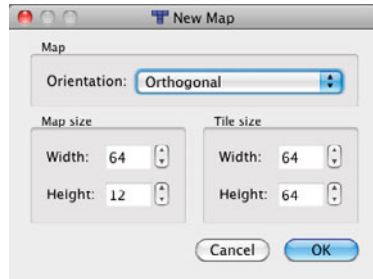 New Map
Map
Orientation: Orthogonal
Map size
Width: 64
Height: 12
Tile size
Width: 64
Height: 64
Cancel
OK